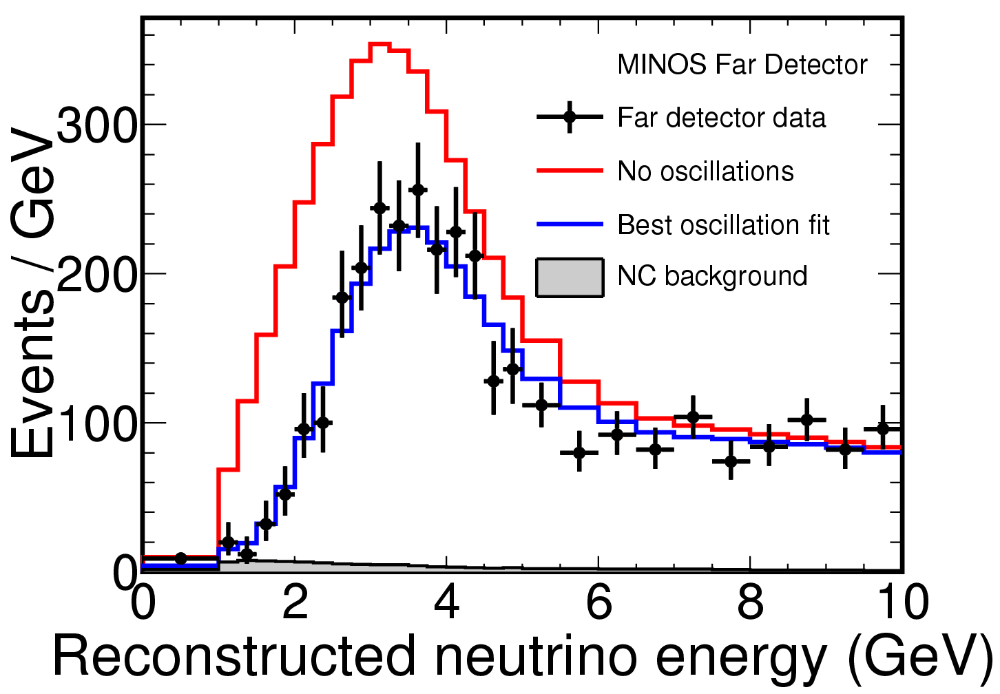 MINOS Far Detector
Far detector data
No oscillations
Best oscillation fit
NC background
Events / GeV
300
200
100
0
0 2 4 6 8 10
Reconstructed neutrino energy (GeV)